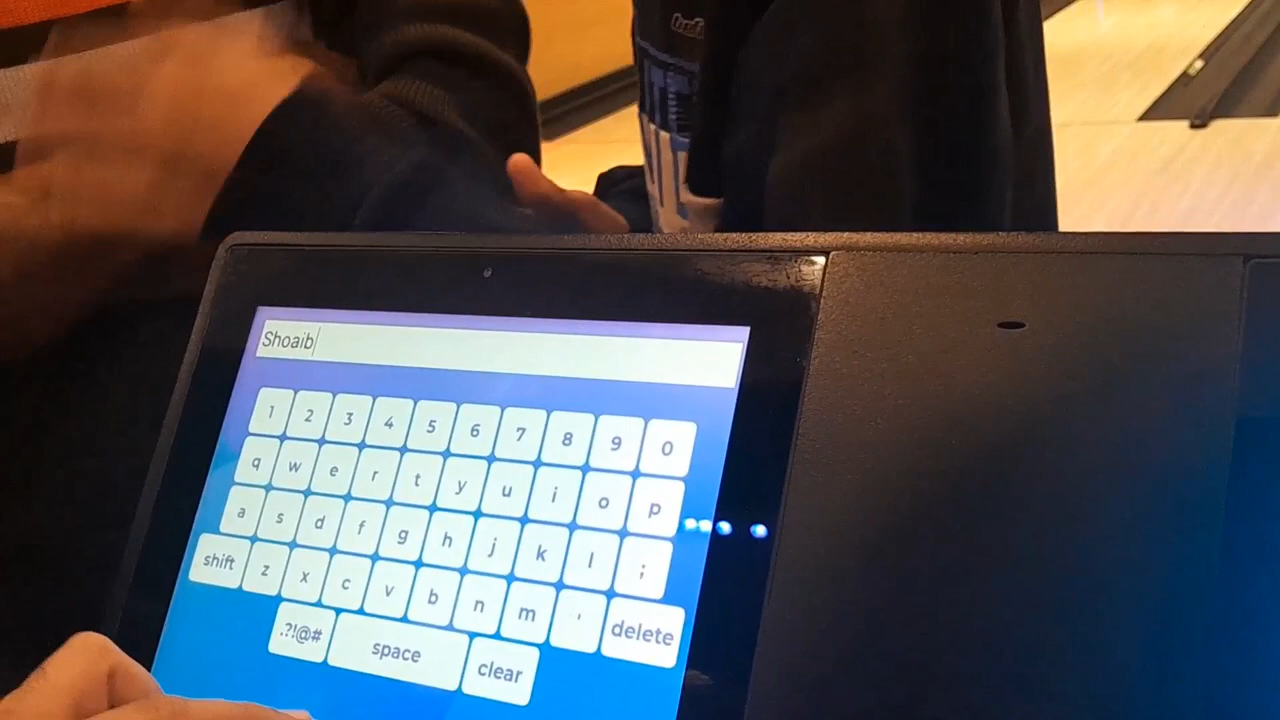 Shoaib
1 2 3 4 5 6 7 8 9 0
q w e r t y u i o p
a s d f g h j k l ;
shift z x c v b n m ' delete
.?!@# space clear